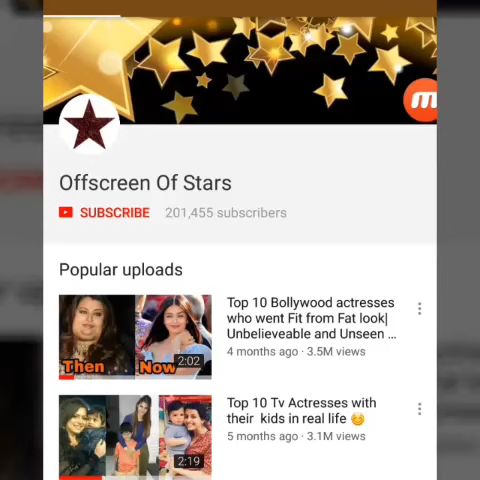 m
Offscreen Of Stars
SUBSCRIBE 201,455 subscribers
Popular uploads
Top 10 Bollywood actresses
who went Fit from Fat look|
Unbelieveable and Unseen ...
4 months ago · 3.5M views
Then Now 2:02
Top 10 Tv Actresses with
their kids in real life 😊
5 months ago · 3.1M views
2:19